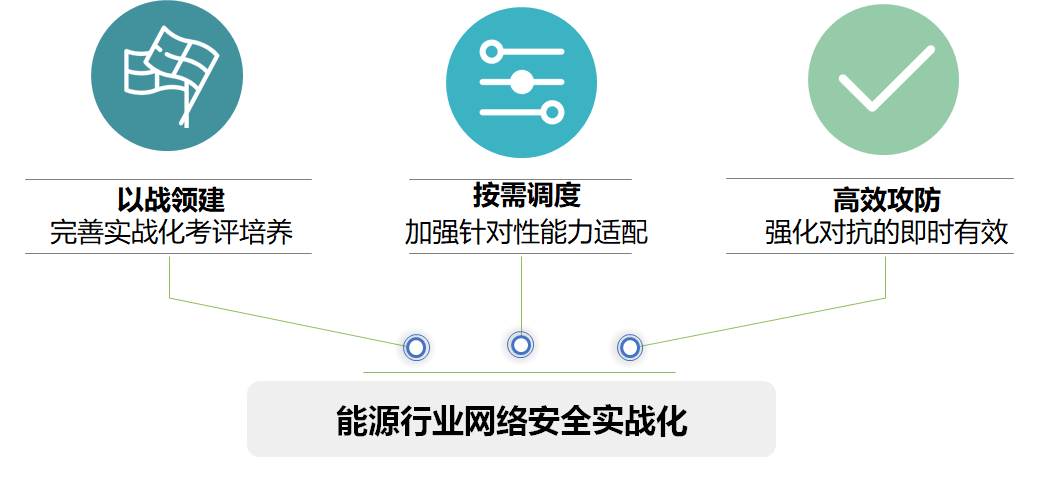 以战领建
完善实战化考评培养
按需调度
加强针对性能力适配
高效攻防
强化对抗的即时有效
能源行业网络安全实战化